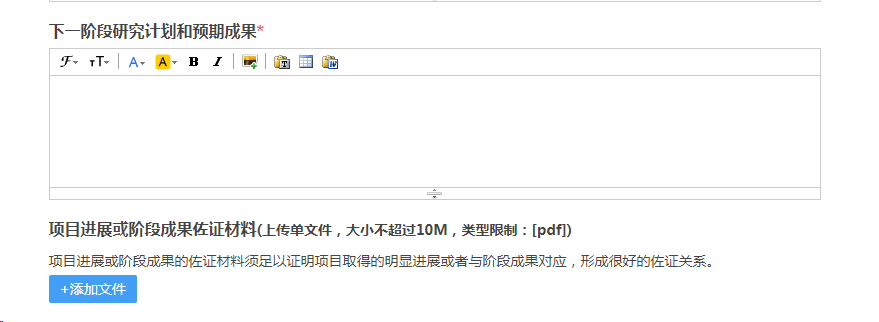 下一阶段研究计划和预期成果*
ℱ тT A A B I
项目进展或阶段成果佐证材料(上传单文件，大小不超过10M，类型限制：[pdf])
项目进展或阶段成果的佐证材料须足以证明项目取得的明显进展或者与阶段成果对应，形成很好的佐证关系。
+添加文件